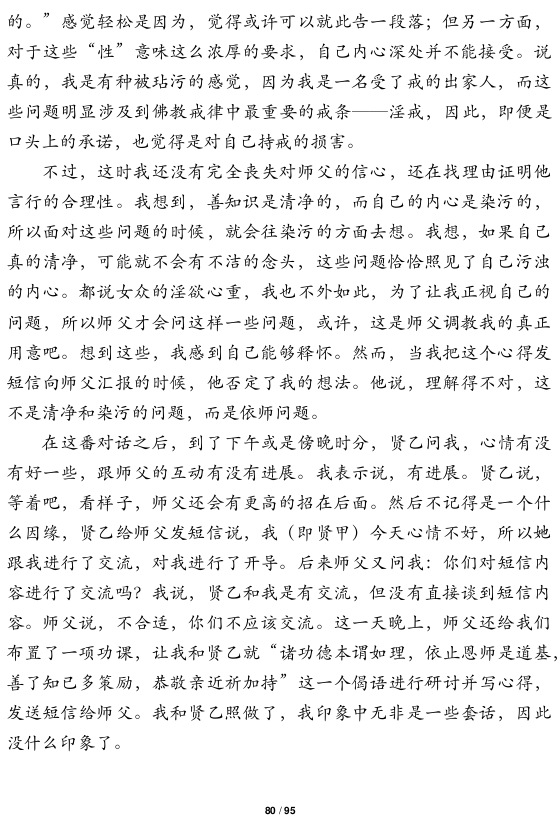 的。”感觉轻松是因为，觉得或许可以就此告一段落；但另一方面，
对于这些“性”意味这么浓厚的要求，自己内心深处并不能接受。说
真的，我是有种被玷污的感觉，因为我是一名受了戒的出家人，而这
些问题明显涉及到佛教戒律中最重要的戒条——淫戒，因此，即便是
口头上的承诺，也觉得是对自己持戒的损害。
不过，这时我还没有完全丧失对师父的信心，还在找理由证明他
言行的合理性。我想到，善知识是清净的，而自己的内心是染污的，
所以面对这些问题的时候，就会往染污的方面去想。我想，如果自己
真的清净，可能就不会有不洁的念头，这些问题恰恰照见了自己污浊
的内心。都说女众的淫欲心重，我也不外如此，为了让我正视自己的
问题，所以师父才会问这样一些问题，或许，这是师父调教我的真正
用意吧。想到这些，我感到自己能够释怀。然而，当我把这个心得发
短信向师父汇报的时候，他否定了我的想法。他说，理解得不对，这
不是清净和染污的问题，而是依师问题。
在这番对话之后，到了下午或是傍晚时分，贤乙问我，心情有没
有好一些，跟师父的互动有没有进展。我表示说，有进展。贤乙说，
等着吧，看样子，师父还会有更高的招在后面。然后不记得是一个什
么因缘，贤乙给师父发短信说，我（即贤甲）今天心情不好，所以她
跟我进行了交流，对我进行了开导。后来师父又问我：你们对短信内
容进行了交流吗？我说，贤乙和我是有交流，但没有直接谈到短信内
容。师父说，不合适，你们不应该交流。这一天晚上，师父还给我们
布置了一项功课，让我和贤乙就“诸功德本谓如理，依止恩师是道基，
善了知已多策励，恭敬亲近祈加持”这一个偈语进行研讨并写心得，
发送短信给师父。我和贤乙照做了，我印象中无非是一些套话，因此
没什么印象了。
80 / 95